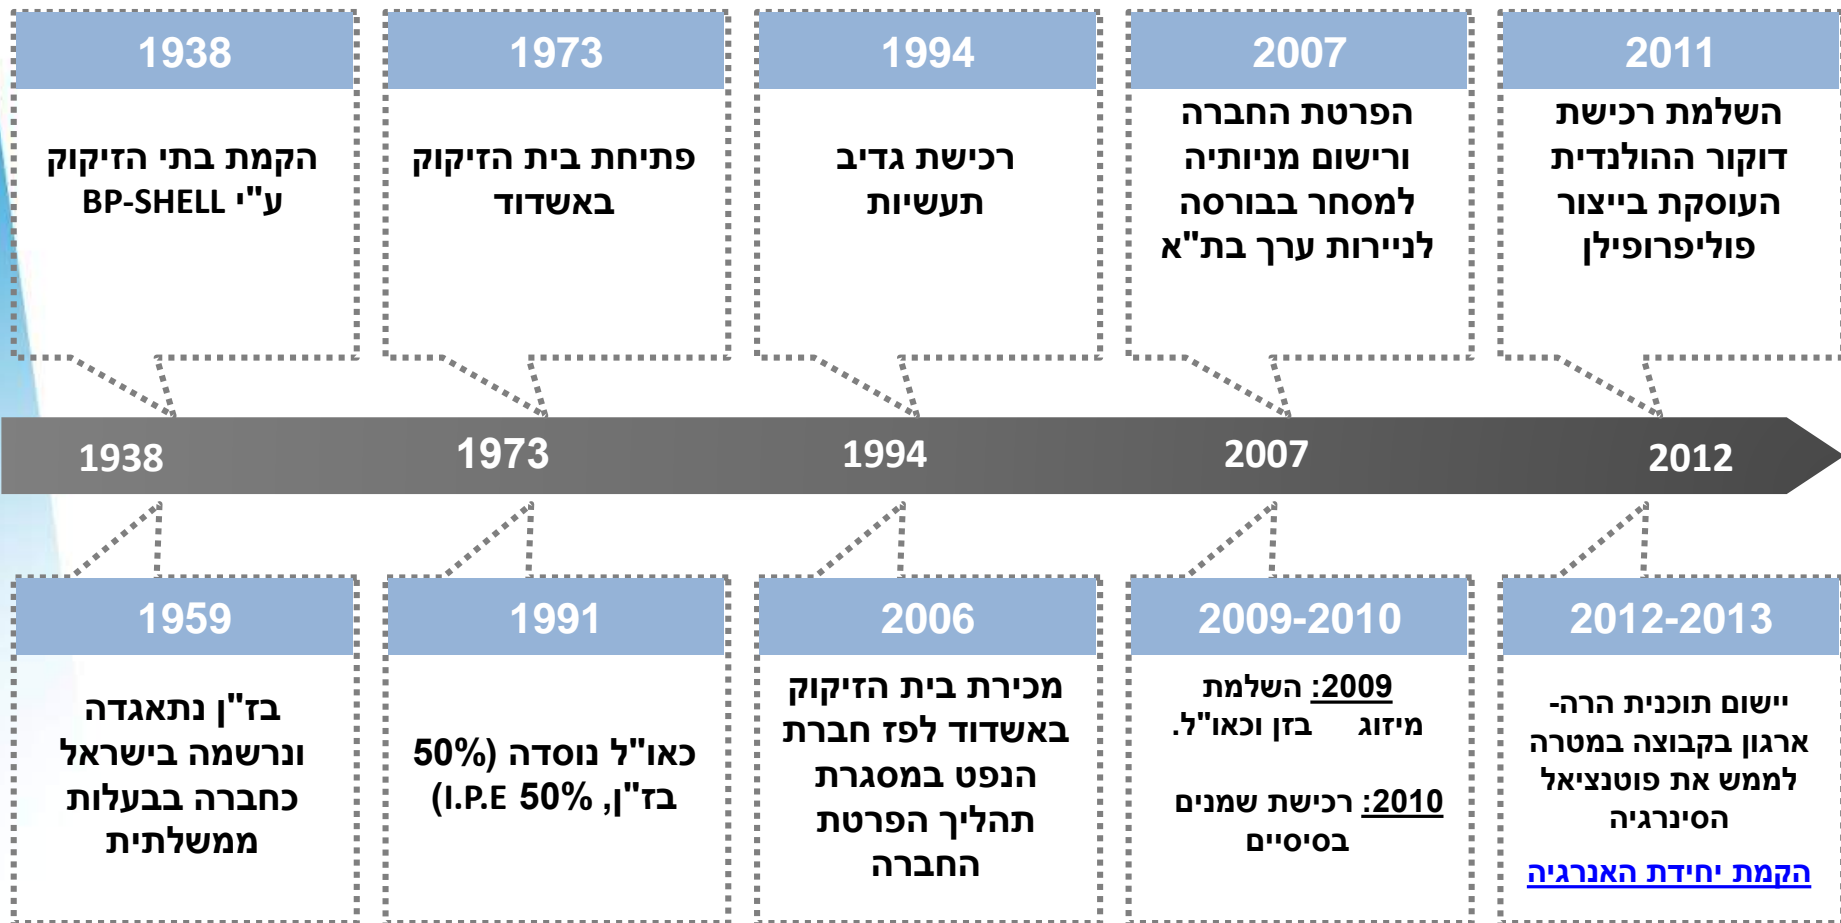 1938
הקמת בתי הזיקוק
ע"י BP-SHELL
1973
פתיחת בית הזיקוק
באשדוד
1994
רכישת גדיב
תעשיות
2007
הפרטת החברה
ורישום מניותיה
למסחר בבורסה
לניירות ערך בת"א
2011
השלמת רכישת
דוקור ההולנדית
העוסקת בייצור
פוליפרופילן
1938
1973
1994
2007
2012
1959
בז"ן נתאגדה
ונרשמה בישראל
כחברה בבעלות
ממשלתית
1991
כאו"ל נוסדה (50%
בז"ן, 50% I.P.E)
2006
מכירת בית הזיקוק
באשדוד לפז חברת
הנפט במסגרת
תהליך הפרטת
החברה
2009-2010
2009: השלמת
מיזוג בזן וכאו"ל.
2010: רכישת שמנים
בסיסיים
2012-2013
יישום תוכנית הרה-
ארגון בקבוצה במטרה
לממש את פוטנציאל
הסינרגיה
הקמת יחידת האנרגיה